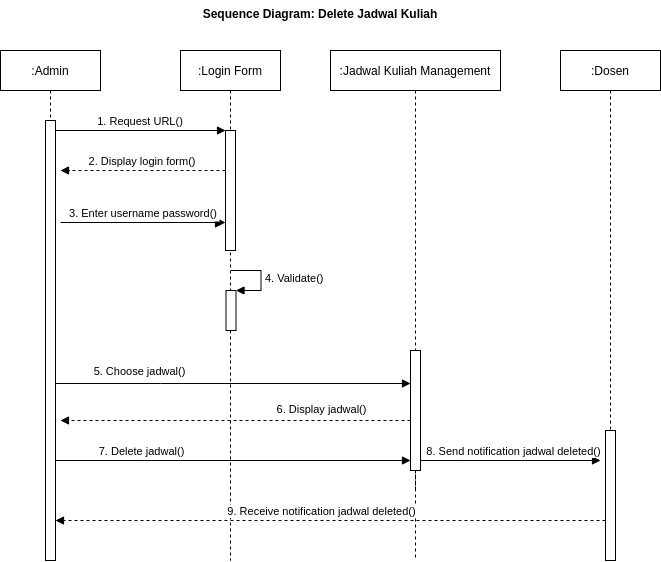 Sequence Diagram: Delete Jadwal Kuliah
:Admin
:Login Form
:Jadwal Kuliah Management
:Dosen
1. Request URL()
2. Display login form()
3. Enter username password()
4. Validate()
5. Choose jadwal()
6. Display jadwal()
7. Delete jadwal()
8. Send notification jadwal deleted()
9. Receive notification jadwal deleted()